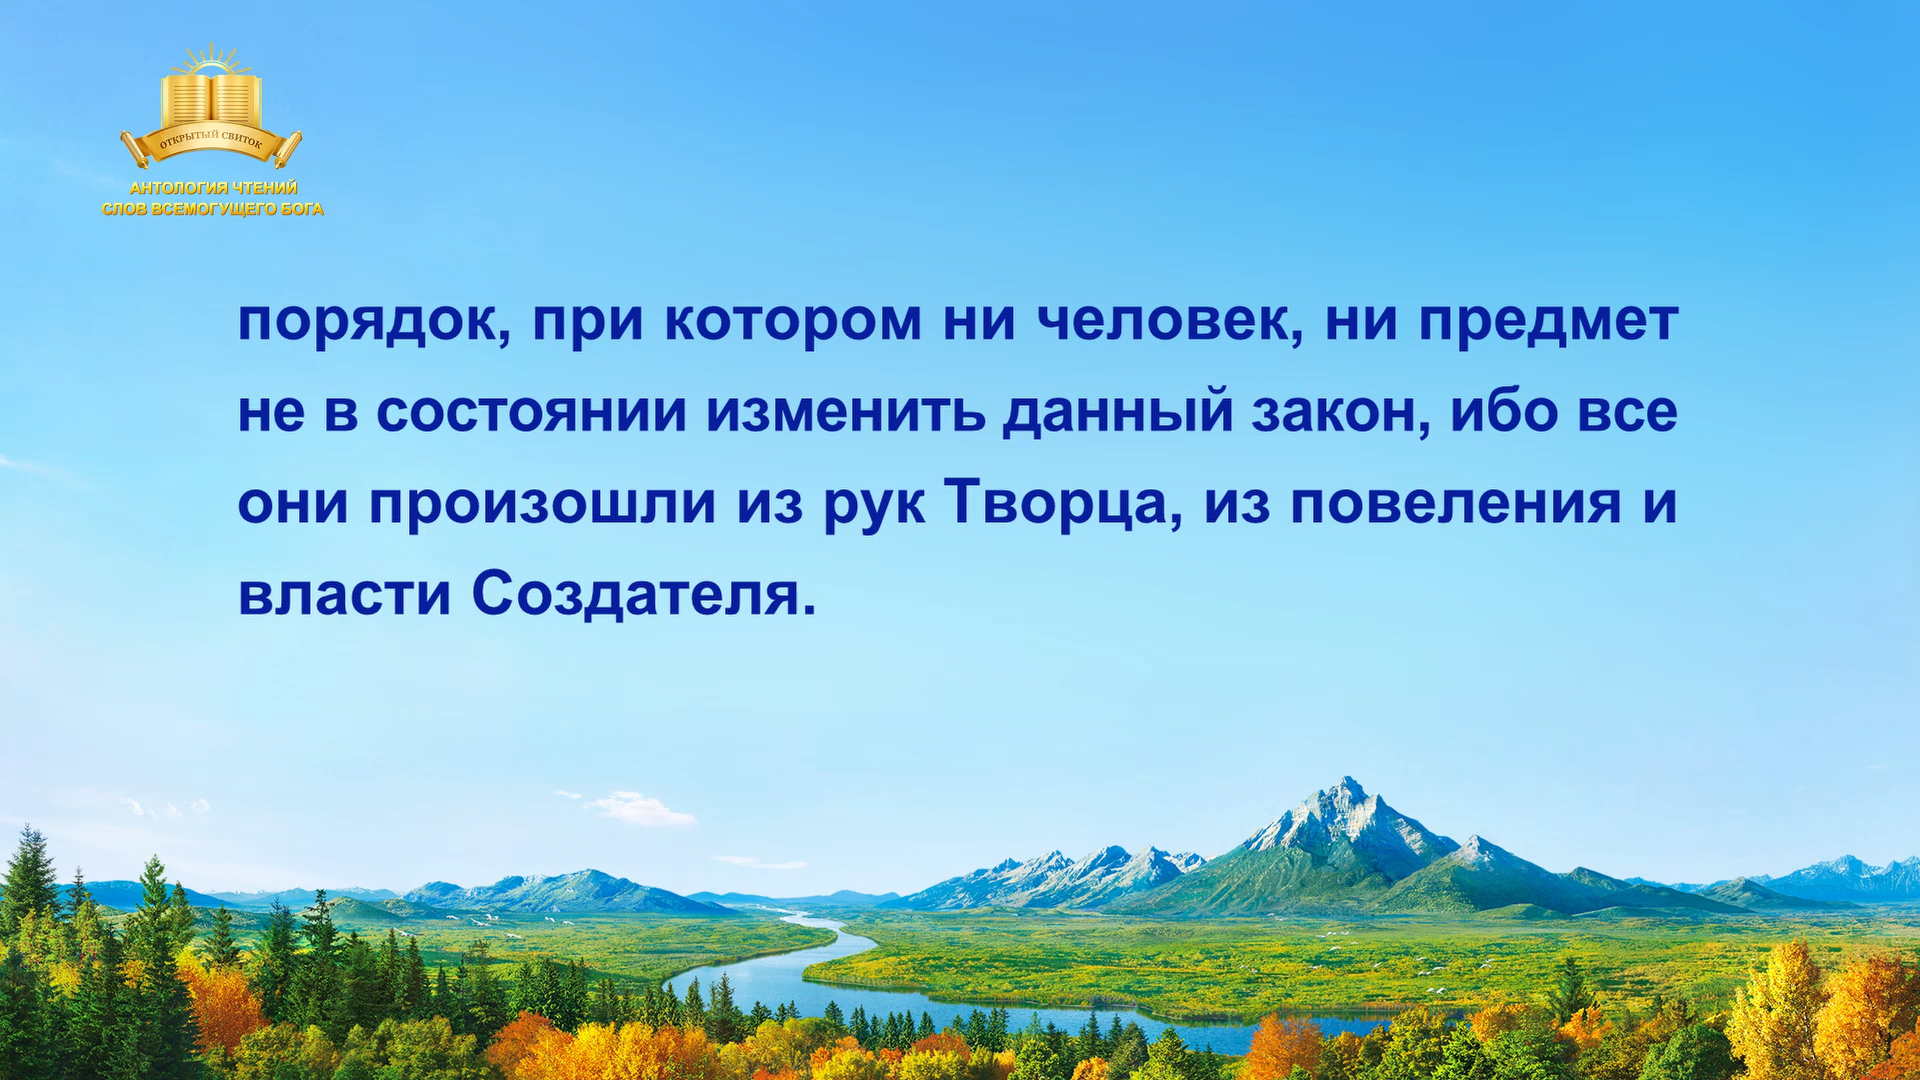 ОТКРЫТЫЙ СВИТОК
АНТОЛОГИЯ ЧТЕНИЙ
СЛОВ ВСЕМОГУЩЕГО БОГА
порядок, при котором ни человек, ни предмет
не в состоянии изменить данный закон, ибо все
они произошли из рук Творца, из повеления и
власти Создателя.